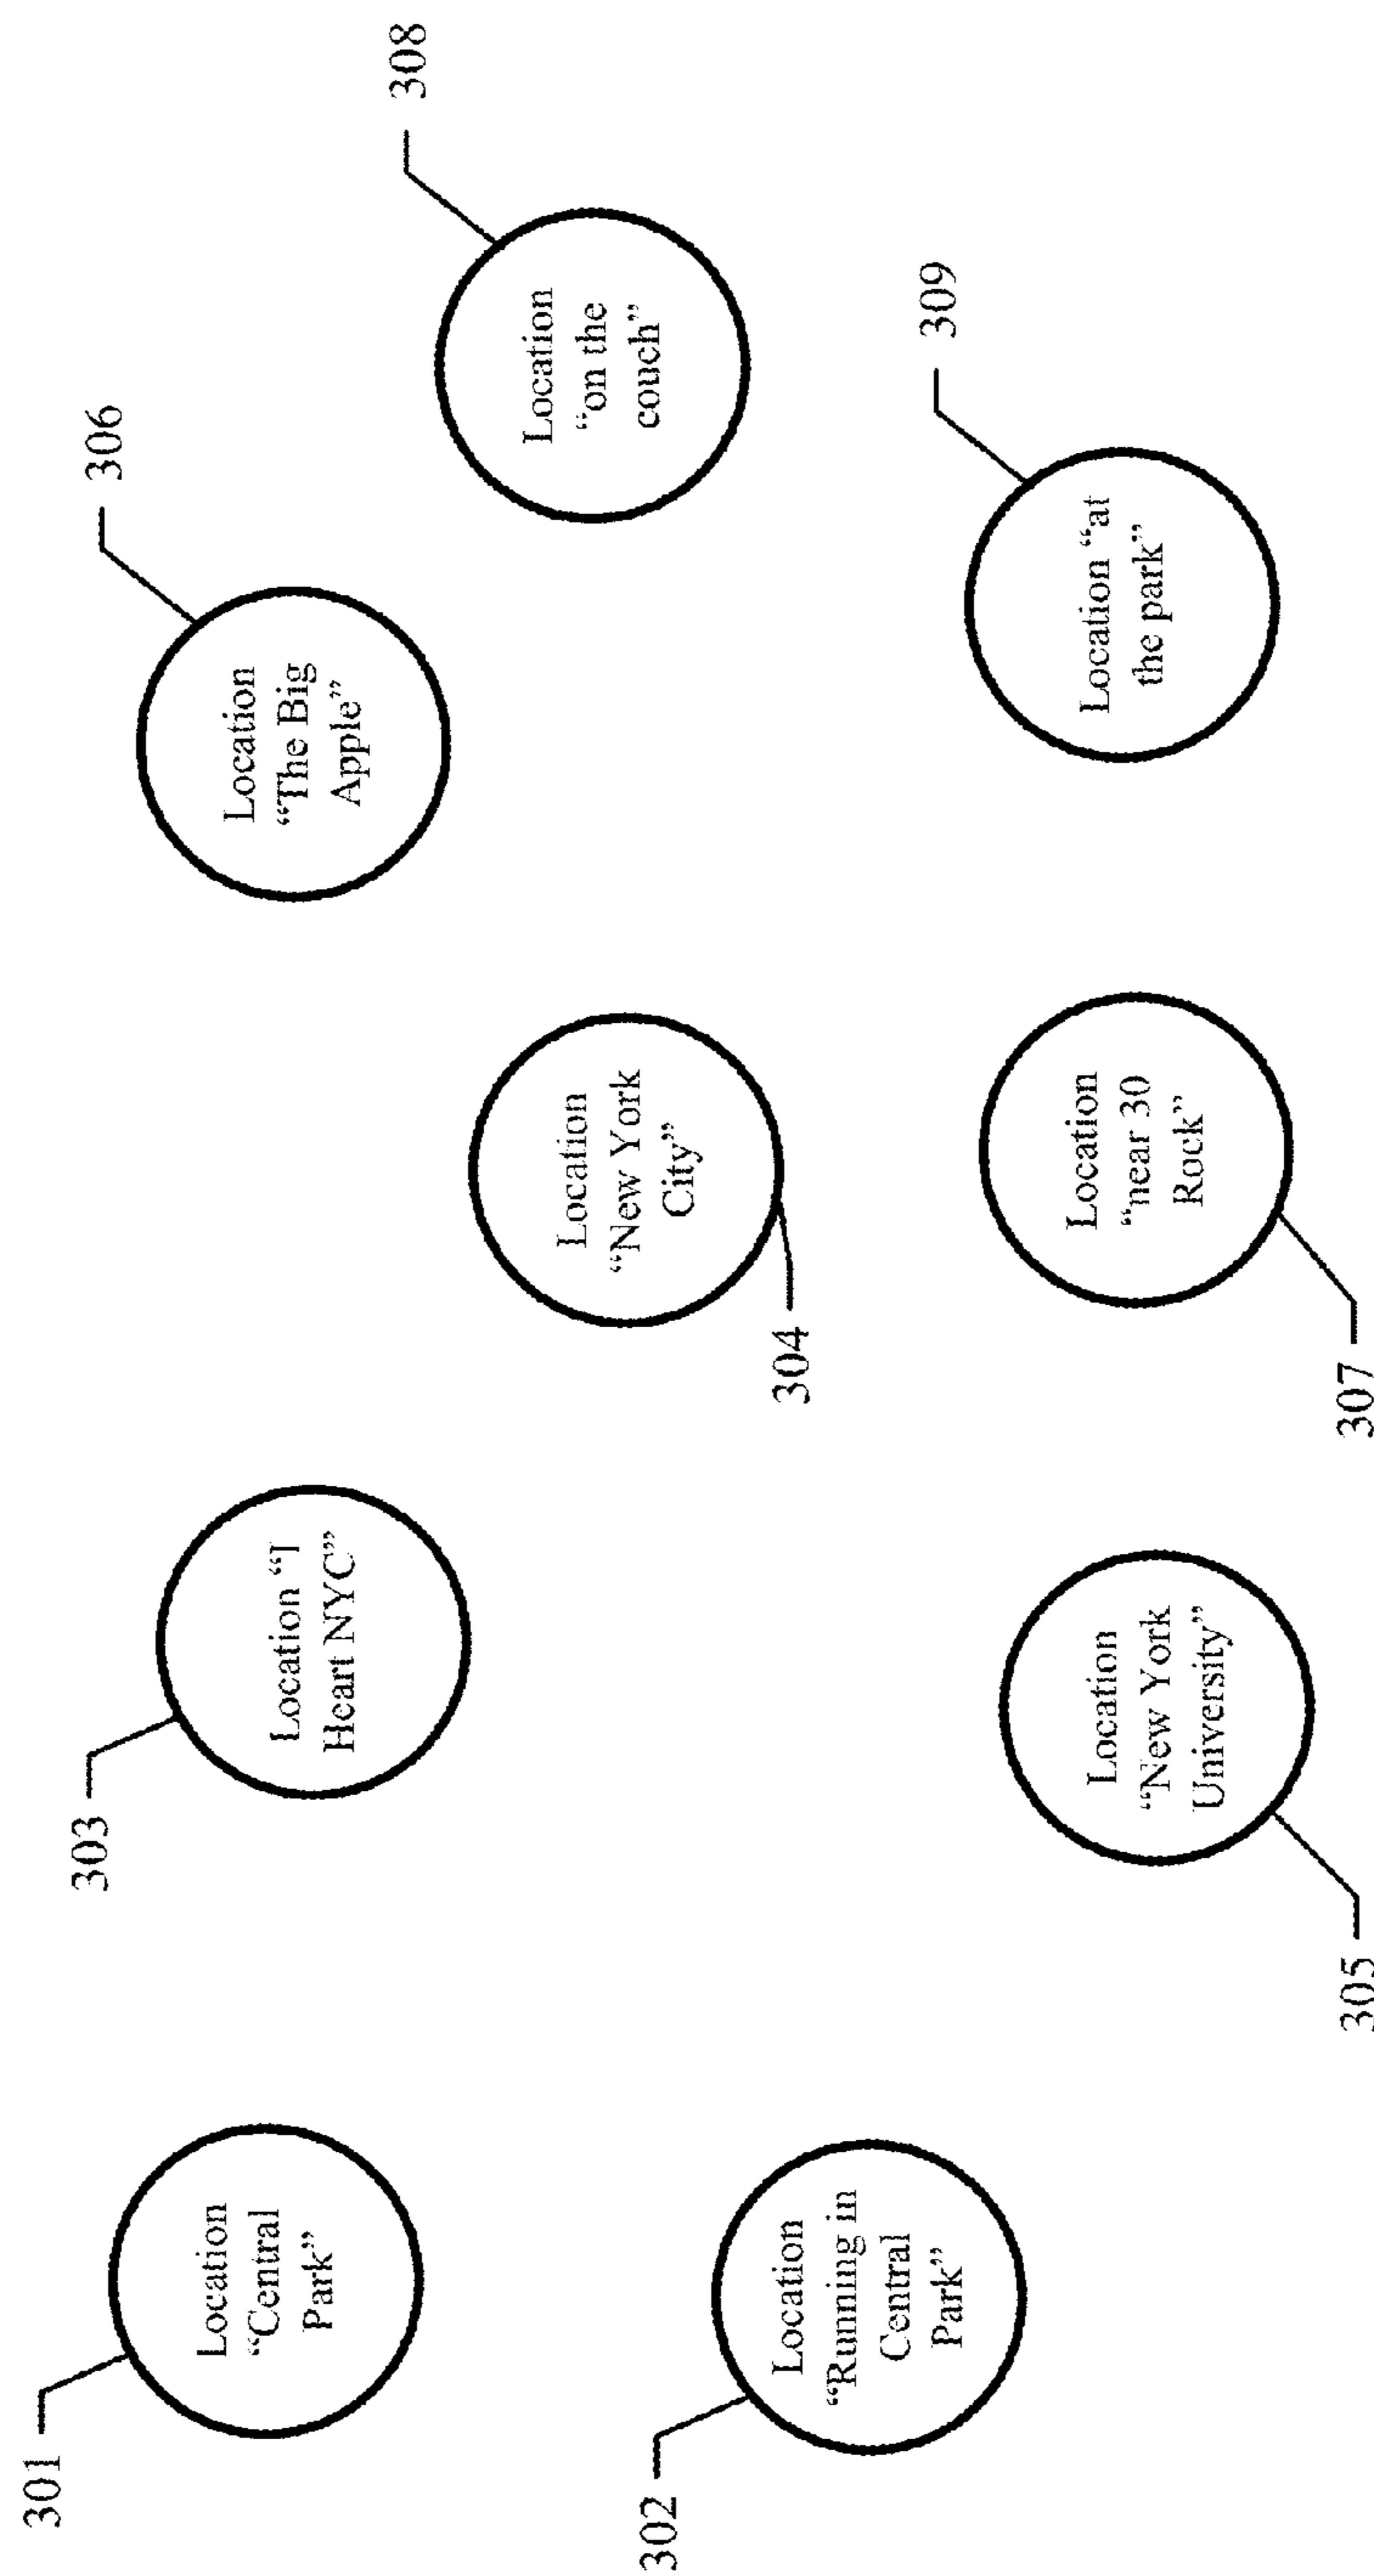 301
Location
“Central
Park”
302
Location
“Running in
Central
Park”
303
Location “I
Heart NYC”
304
Location
“New York
City”
305
Location
“New York
University”
306
Location
“The Big
Apple”
307
Location
“near 30
Rock”
308
Location
“on the
couch”
309
Location “at
the park”